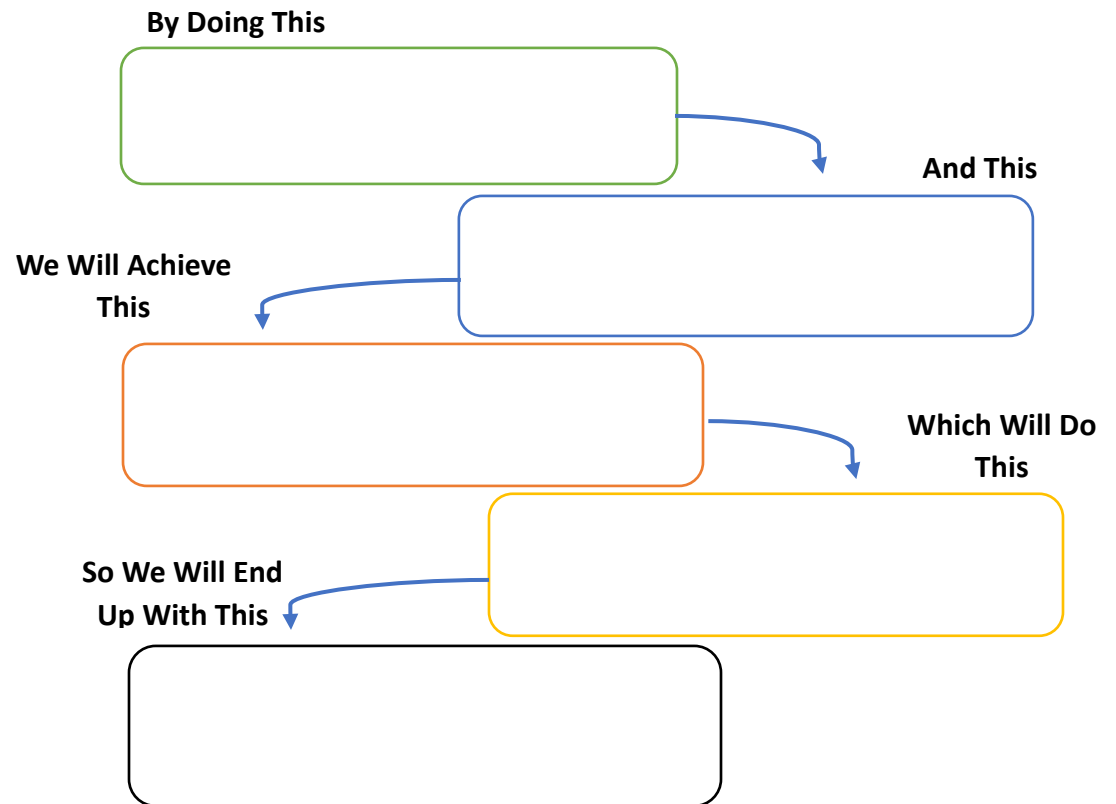 By Doing This
And This
We Will Achieve
This
Which Will Do
This
So We Will End
Up With This